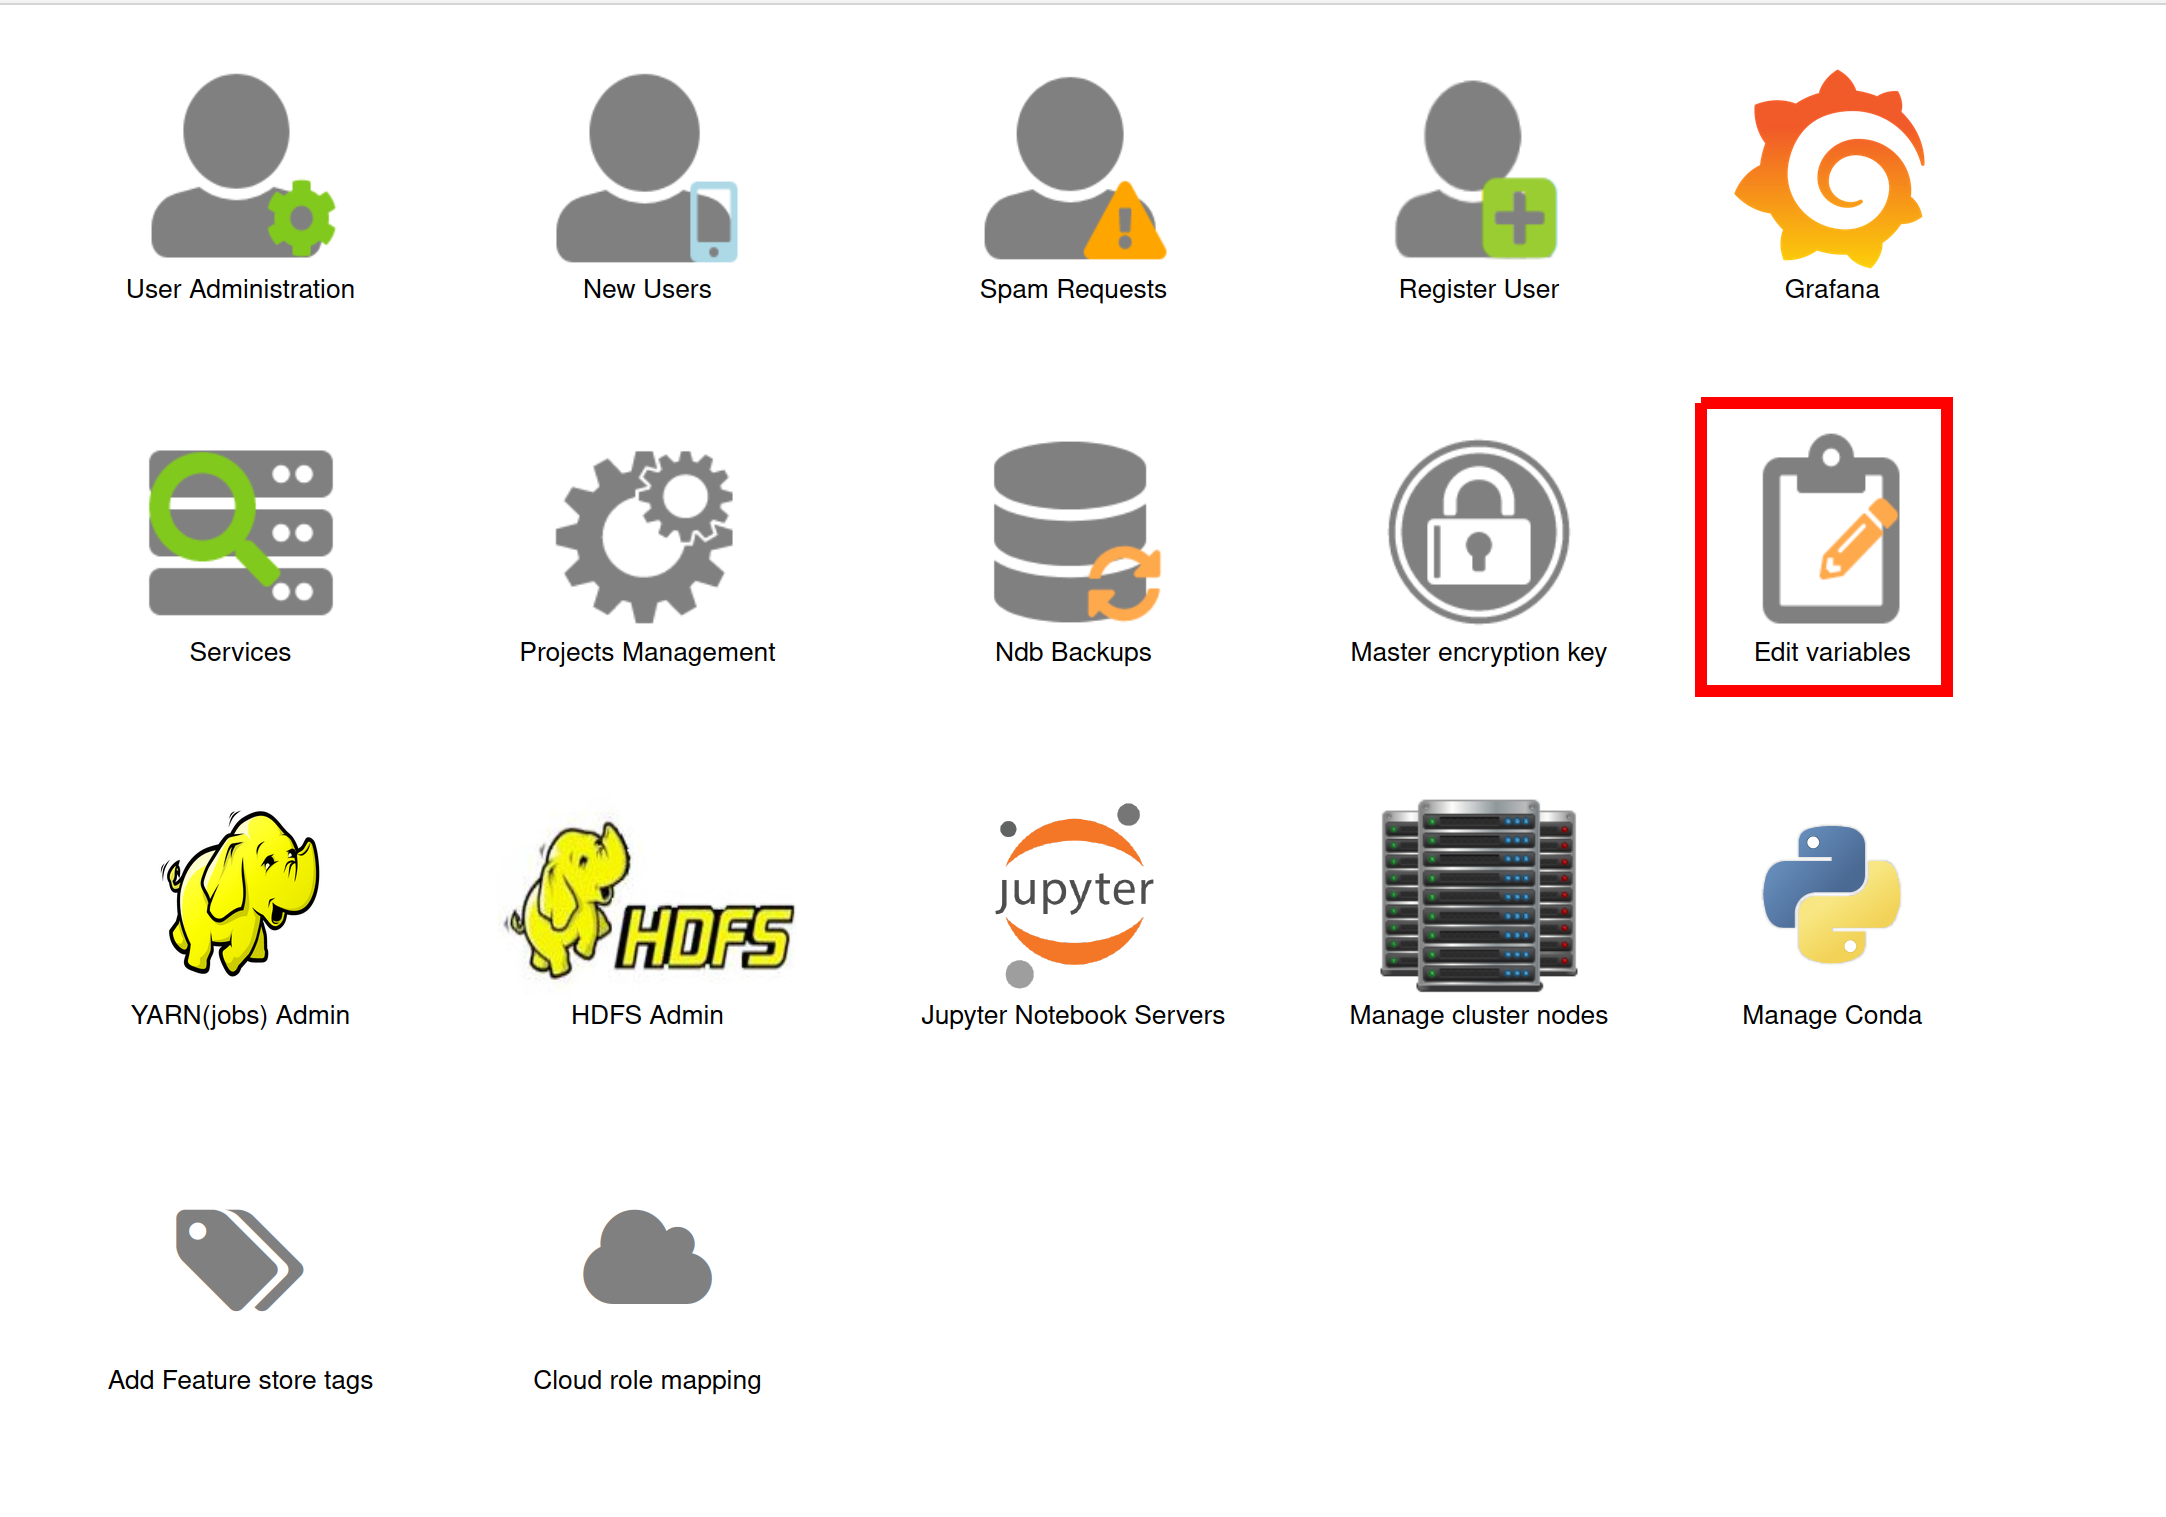 User Administration
New Users
Spam Requests
Register User
Grafana
Services
Projects Management
Ndb Backups
Master encryption key
Edit variables
HDFS
jupyter
YARN(jobs) Admin
HDFS Admin
Jupyter Notebook Servers
Manage cluster nodes
Manage Conda
Add Feature store tags
Cloud role mapping